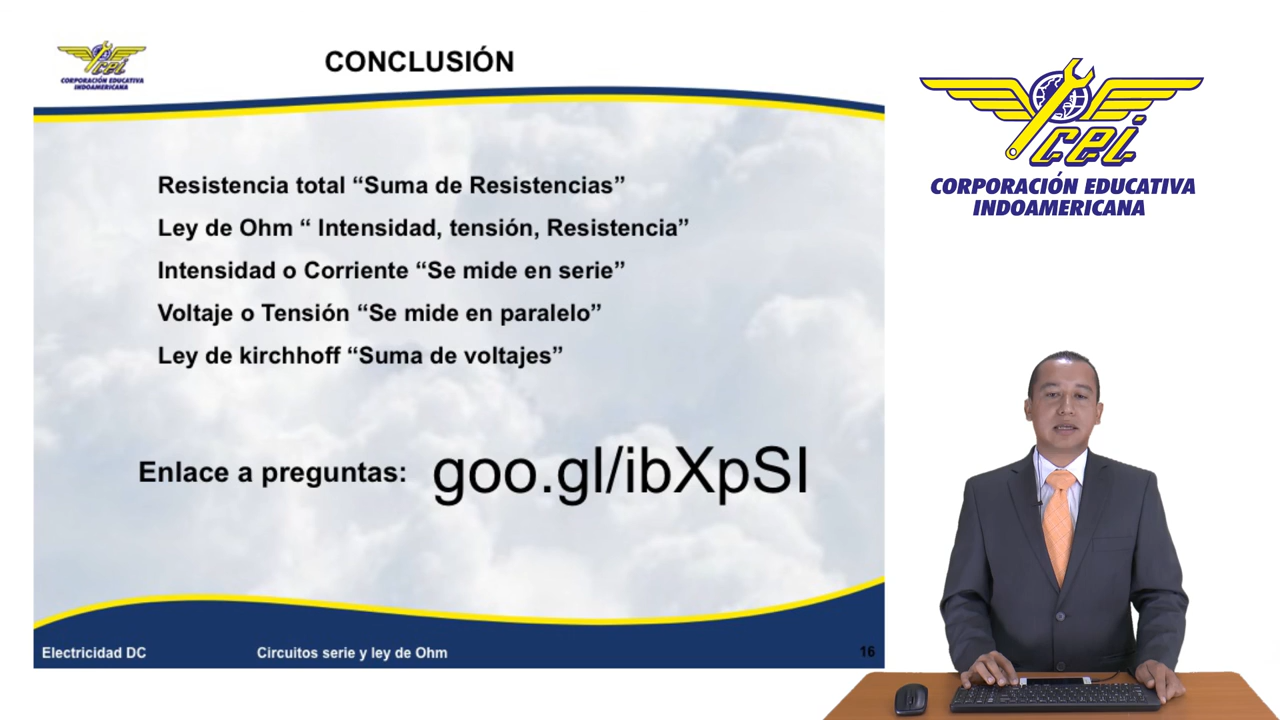 cei
CORPORACIÓN EDUCATIVA
INDOAMERICANA
CONCLUSIÓN
Resistencia total “Suma de Resistencias”
Ley de Ohm “ Intensidad, tensión, Resistencia”
Intensidad o Corriente “Se mide en serie”
Voltaje o Tensión “Se mide en paralelo”
Ley de kirchhoff “Suma de voltajes”
Enlace a preguntas: goo.gl/ibXpSI
Electricidad DC Circuitos serie y ley de Ohm 16
cei
CORPORACIÓN EDUCATIVA
INDOAMERICANA